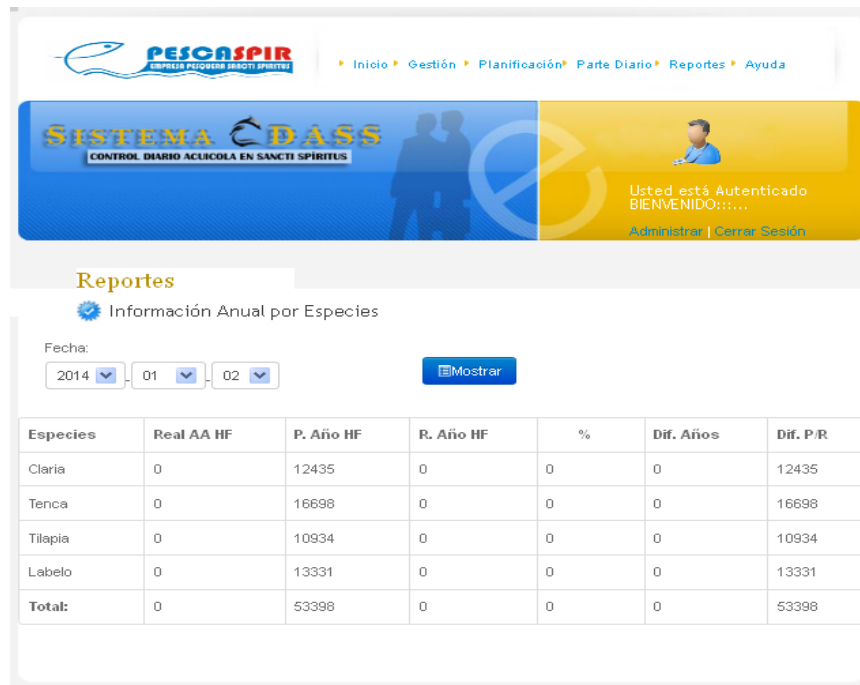 PESCASPIR
EMPRESA PESQUERA SANCTI SPIRITUS
Inicio Gestión Planificación Parte Diario Reportes Ayuda
SISTEMA CDASS
CONTROL DIARIO ACUICOLA EN SANCTI SPÍRITUS
Usted está Autenticado
BIENVENIDO:::...
Administrar | Cerrar Sesión
Reportes
Información Anual por Especies
Fecha:
2014 - 01 - 02 Mostrar
Especies Real AA HF P. Año HF R. Año HF % Dif. Años Dif. P/R
Claria 0 12435 0 0 0 12435
Tenca 0 16698 0 0 0 16698
Tilapia 0 10934 0 0 0 10934
Labelo 0 13331 0 0 0 13331
Total: 0 53398 0 0 0 53398